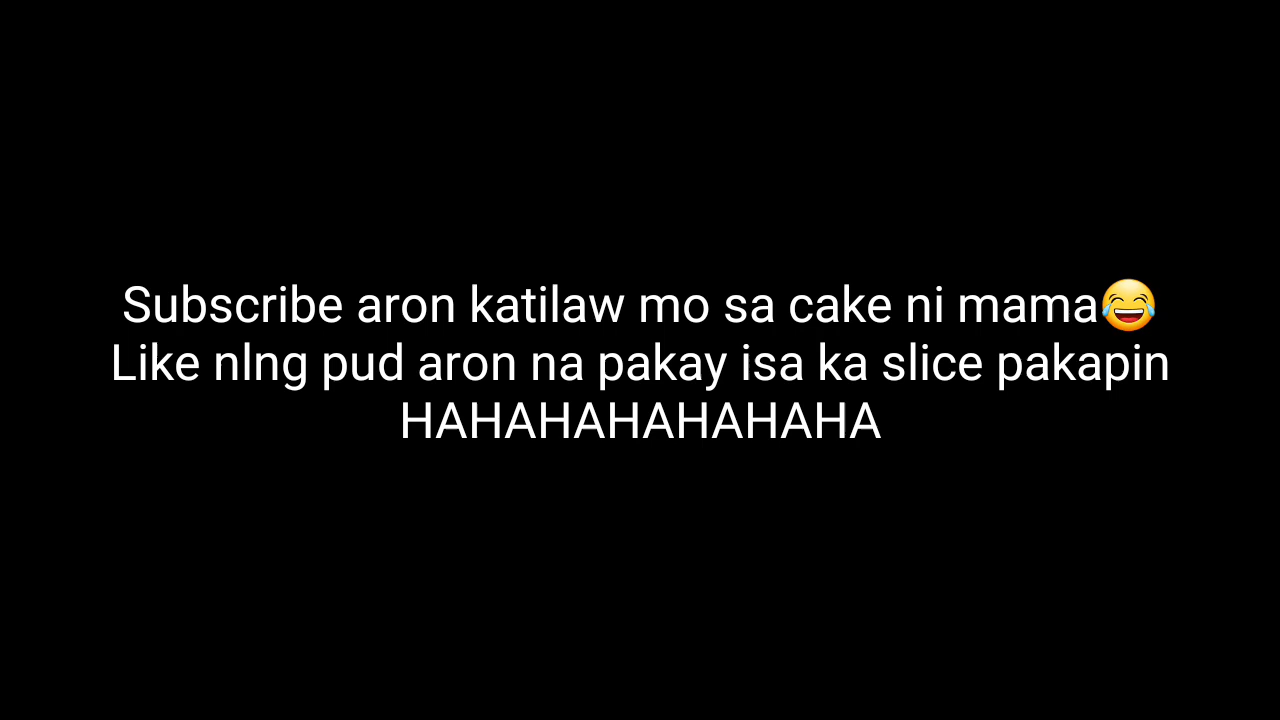 Subscribe aron katilaw mo sa cake ni mama😂
Like nlng pud aron na pakay isa ka slice pakapin
HAHAHAHAHAHAHA